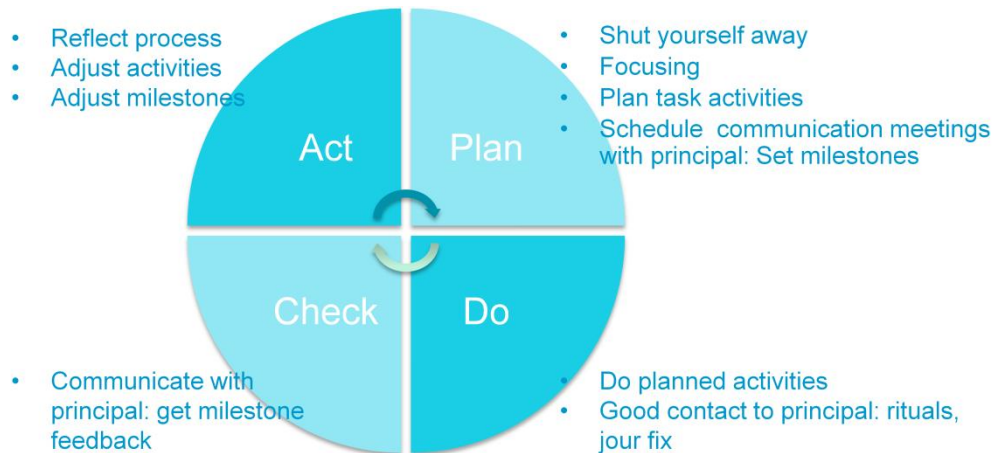 • Reflect process
• Adjust activities
• Adjust milestones
Act
Plan
• Shut yourself away
• Focusing
• Plan task activities
• Schedule communication meetings
with principal: Set milestones
Check
Do
• Communicate with
principal: get milestone
feedback
• Do planned activities
• Good contact to principal: rituals,
jour fix